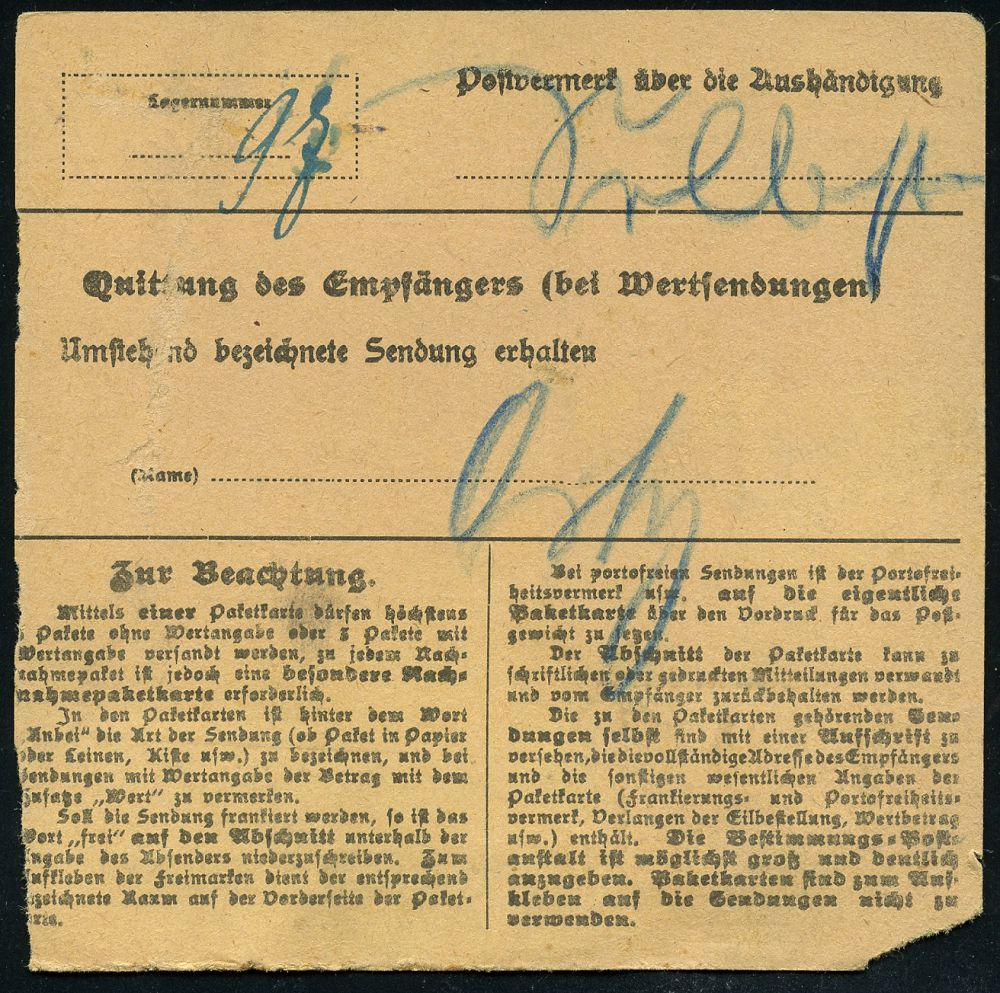 Lagernummer
Postvermerk über die Aushändigung
Selbst
Quittung des Empfängers (bei Wertsendungen)
Umstehend bezeichnete Sendung erhalten
(Name)
Zur Beachtung.
Mittels einer Paketkarte dürfen höchstens
Pakete ohne Wertangabe oder 3 Pakete mit
Wertangabe versandt werden, zu jedem Nach-
nahmepaket ist jedoch eine besondere Nach-
nahmepaketkarte erforderlich.
In den Paketkarten ist hinter dem Wort
Anbei" die Art der Sendung (ob Paket in Papier
oder Leinen, Kiste usw.) zu bezeichnen, und bei
Sendungen mit Wertangabe der Betrag mit dem
Zusatze „Wert" zu vermerken.
Soll die Sendung frankiert werden, so ist das
Wort „frei" auf den Abschnitt unterhalb der
Angabe des Absenders niederzuschreiben. Zum
Aufkleben der Freimarken dient der entsprechend
bezeichnete Raum auf der Vorderseite der Paket-
karte.
Bei portofreien Sendungen ist der Portofrei-
heitsvermerk usw. auf die eigentliche
Paketkarte über den Vordruck für das Post-
gewicht zu setzen.
Der Abschnitt der Paketkarte kann zu
schriftlichen oder gedruckten Mitteilungen verwandt
und vom Empfänger zurückbehalten werden.
Die zu den Paketkarten gehörenden Sen-
dungen selbst sind mit einer Aufschrift zu
versehen, die die vollständige Adresse des Empfängers
und die sonstigen wesentlichen Angaben der
Paketkarte (Frankierungs- und Portofreiheits-
vermerk, Verlangen der Eilbestellung, Wertbetrag
usw.) enthält. Die Bestimmungs-Post-
anstalt ist möglichst groß und deutlich
anzugeben. Paketkarten sind zum Auf-
kleben auf die Sendungen nicht zu
verwenden.